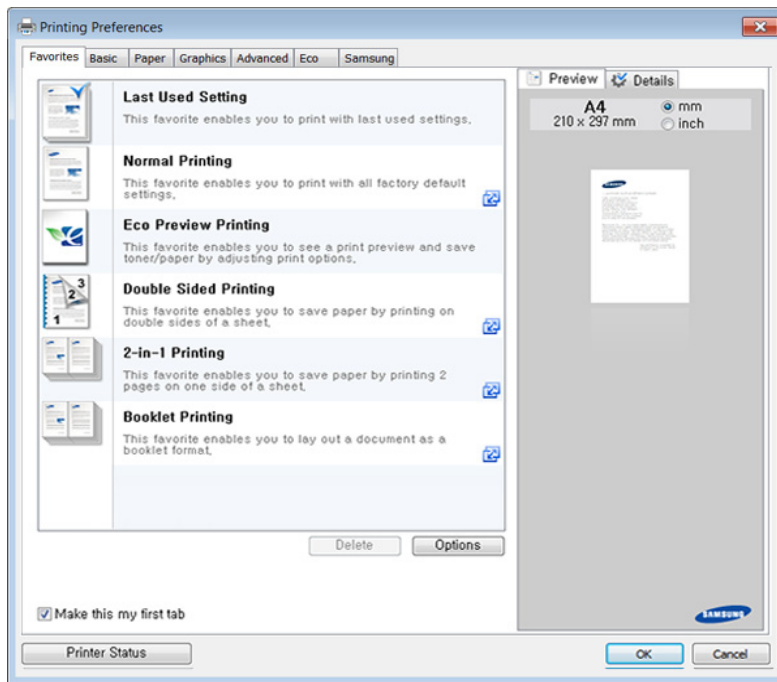 Printing Preferences
Favorites Basic Paper Graphics Advanced Eco Samsung
Last Used Setting
This favorite enables you to print with last used settings.
Normal Printing
This favorite enables you to print with all factory default
settings.
Eco Preview Printing
This favorite enables you to see a print preview and save
toner/paper by adjusting print options.
Double Sided Printing
This favorite enables you to save paper by printing on
double sides of a sheet.
2-in-1 Printing
This favorite enables you to save paper by printing 2
pages on one side of a sheet.
Booklet Printing
This favorite enables you to lay out a document as a
booklet format.
1 2 3
Delete Options
Make this my first tab
Preview Details
A4
210 x 297 mm
mm
inch
SAMSUNG
Printer Status
OK Cancel